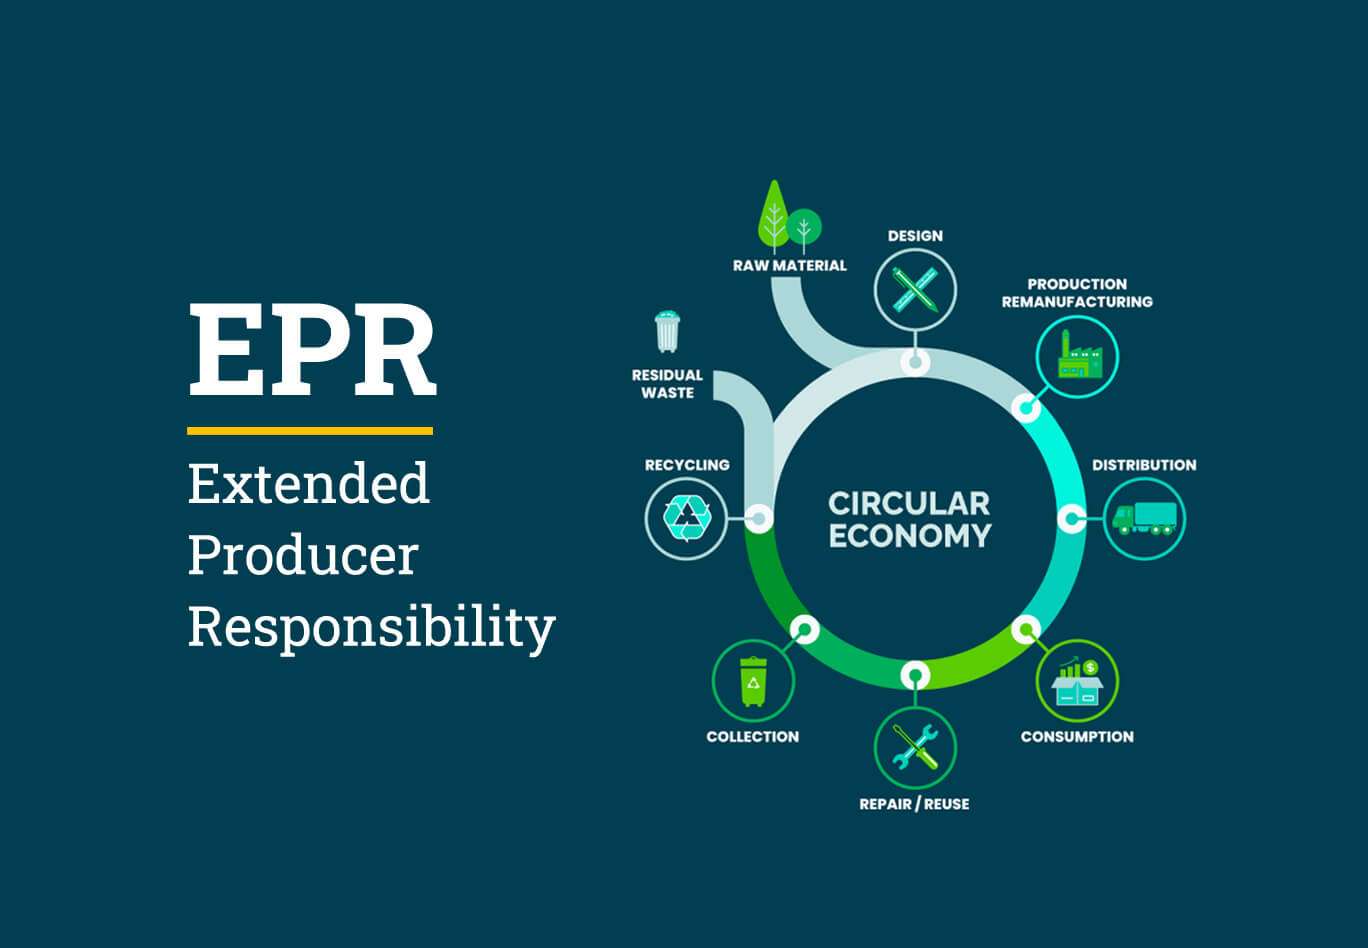 EPR
Extended
Producer
Responsibility
RAW MATERIAL
DESIGN
PRODUCTION
REMANUFACTURING
RESIDUAL
WASTE
RECYCLING
DISTRIBUTION
CIRCULAR
ECONOMY
COLLECTION
CONSUMPTION
REPAIR / REUSE
$